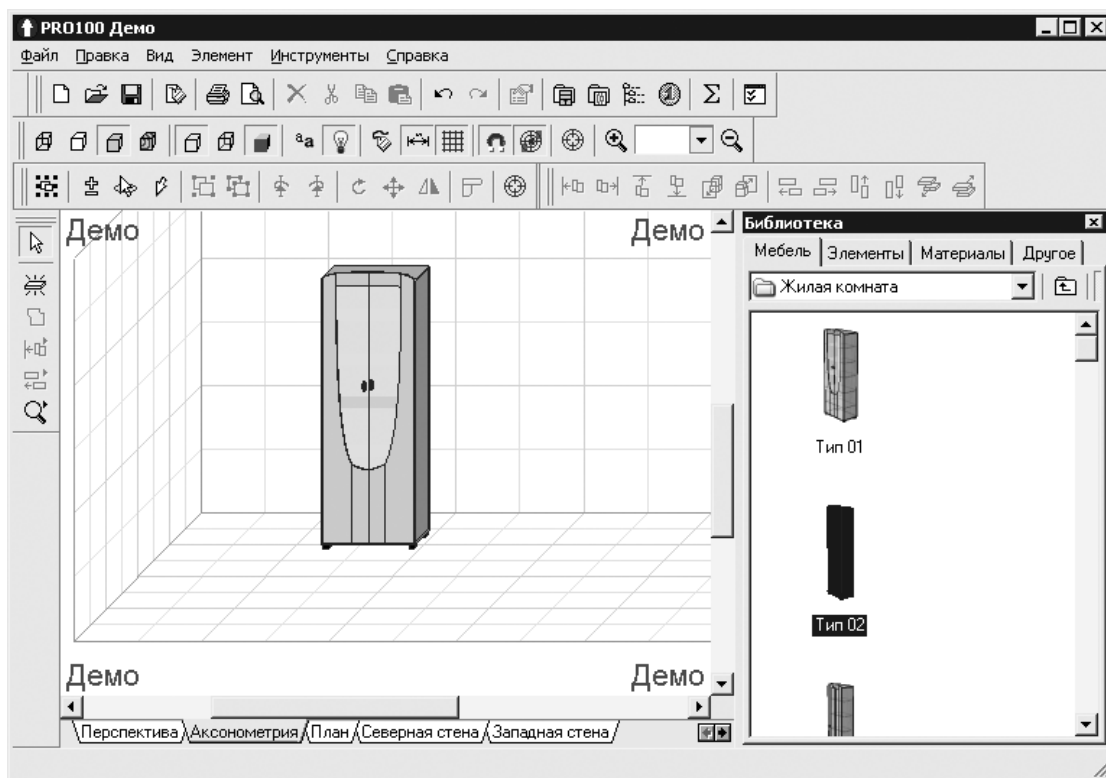 PRO100 Демо
Файл Правка Вид Элемент Инструменты Справка
aa
Демо Демо
Библиотека
Мебель Элементы Материалы Другое
Жилая комната
Тип 01
Тип 02
Демо Демо
Перспектива Аксонометрия План Северная стена Западная стена